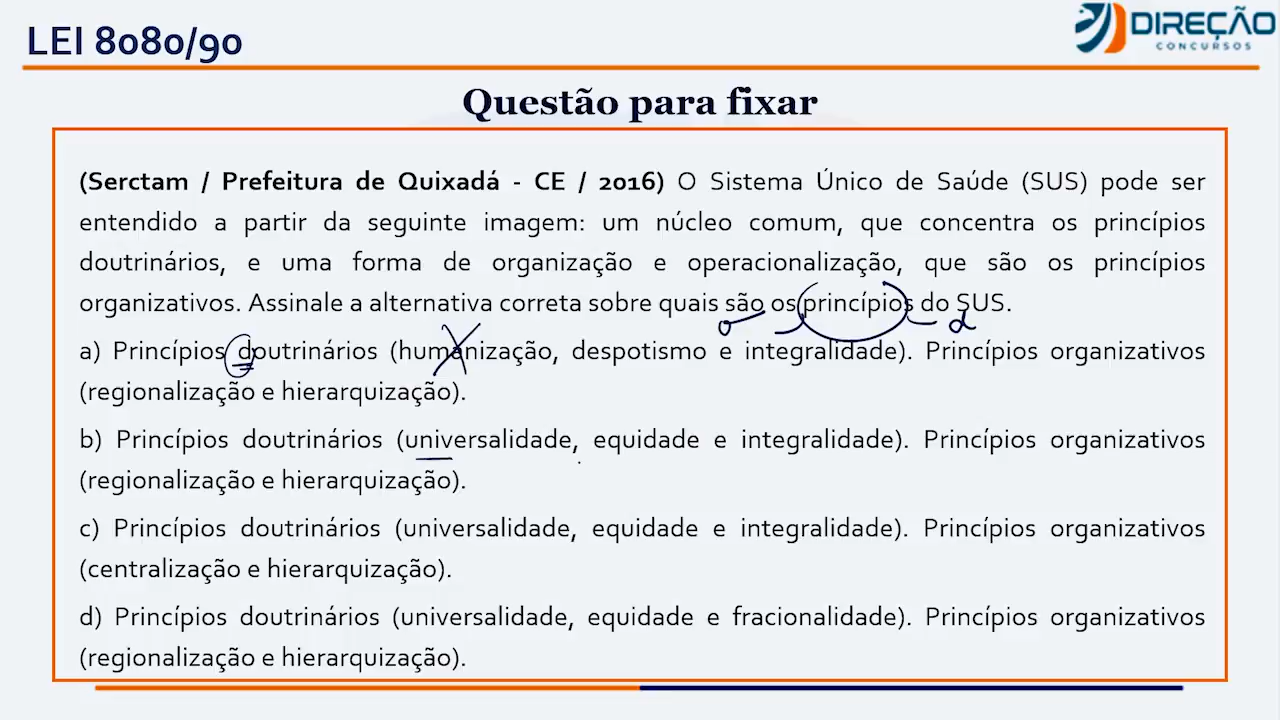 LEI 8080/90
DIREÇÃO
CONCURSOS
Questão para fixar
(Serctam / Prefeitura de Quixadá - CE / 2016) O Sistema Único de Saúde (SUS) pode ser
entendido a partir da seguinte imagem: um núcleo comum, que concentra os princípios
doutrinários, e uma forma de organização e operacionalização, que são os princípios
organizativos. Assinale a alternativa correta sobre quais são os princípios do SUS.
o d
a) Princípios doutrinários (humanização, despotismo e integralidade). Princípios organizativos
(regionalização e hierarquização).
b) Princípios doutrinários (universalidade, equidade e integralidade). Princípios organizativos
(regionalização e hierarquização).
c) Princípios doutrinários (universalidade, equidade e integralidade). Princípios organizativos
(centralização e hierarquização).
d) Princípios doutrinários (universalidade, equidade e fracionalidade). Princípios organizativos
(regionalização e hierarquização).